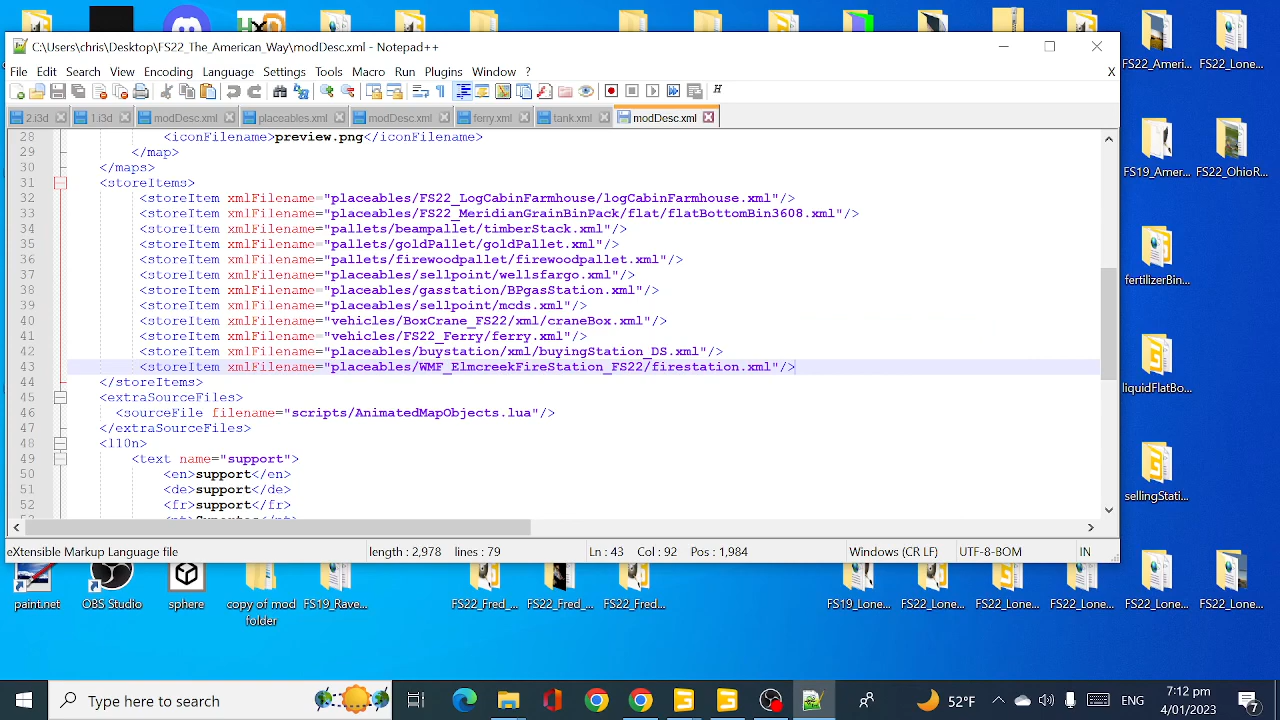 C:\Users\chris\Desktop\FS22_The_American_Way\modDesc.xml - Notepad++
File Edit Search View Encoding Language Settings Tools Macro Run Plugins Window ? X
2.i3d 1.i3d modDesc.xml placeables.xml modDesc.xml ferry.xml tank.xml modDesc.xml
28 <iconFilename>preview.png</iconFilename>
29 </map>
30 </maps>
31 <storeItems>
32 <storeItem xmlFilename="placeables/FS22_LogCabinFarmhouse/logCabinFarmhouse.xml"/>
33 <storeItem xmlFilename="placeables/FS22_MeridianGrainBinPack/flat/flatBottomBin3608.xml"/>
34 <storeItem xmlFilename="pallets/beampallet/timberStack.xml"/>
35 <storeItem xmlFilename="pallets/goldPallet/goldPallet.xml"/>
36 <storeItem xmlFilename="pallets/firewoodpallet/firewoodpallet.xml"/>
37 <storeItem xmlFilename="placeables/sellpoint/wellsfargo.xml"/>
38 <storeItem xmlFilename="placeables/gasstation/BPgasStation.xml"/>
39 <storeItem xmlFilename="placeables/sellpoint/mcds.xml"/>
40 <storeItem xmlFilename="vehicles/BoxCrane_FS22/xml/craneBox.xml"/>
41 <storeItem xmlFilename="vehicles/FS22_Ferry/ferry.xml"/>
42 <storeItem xmlFilename="placeables/buystation/xml/buyingStation_DS.xml"/>
43 <storeItem xmlFilename="placeables/WMF_ElmcreekFireStation_FS22/firestation.xml"/>
44 </storeItems>
45 <extraSourceFiles>
46 <sourceFile filename="scripts/AnimatedMapObjects.lua"/>
47 </extraSourceFiles>
48 <l10n>
49 <text name="support">
50 <en>support</en>
51 <de>support</de>
52 <fr>support</fr>
eXtensible Markup Language file length : 2,978 lines : 79 Ln : 43 Col : 92 Pos : 1,984 Windows (CR LF) UTF-8-BOM IN
FS22_Ameri... FS22_Lone...
FS19_Amer... FS22_OhioR...
fertilizerBin...
liquidFlatBo...
sellingStati...
paint.net OBS Studio sphere copy of mod folder FS19_Rave... FS22_Fred_... FS22_Fred_... FS22_Fred... FS19_Lone... FS22_Lone... FS22_Lone... FS22_Lone... FS22_Lone... FS22_Lone...
Type here to search 52°F ENG 7:12 pm
4/01/2023 7